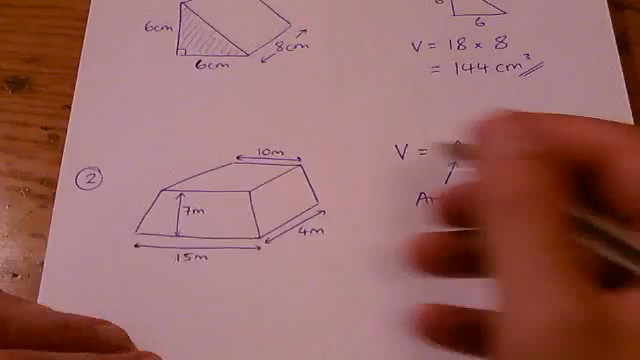 6cm
8cm
6cm
6
V = 18 × 8
= 144 cm³
②
10m
V =
7m
4m
15m